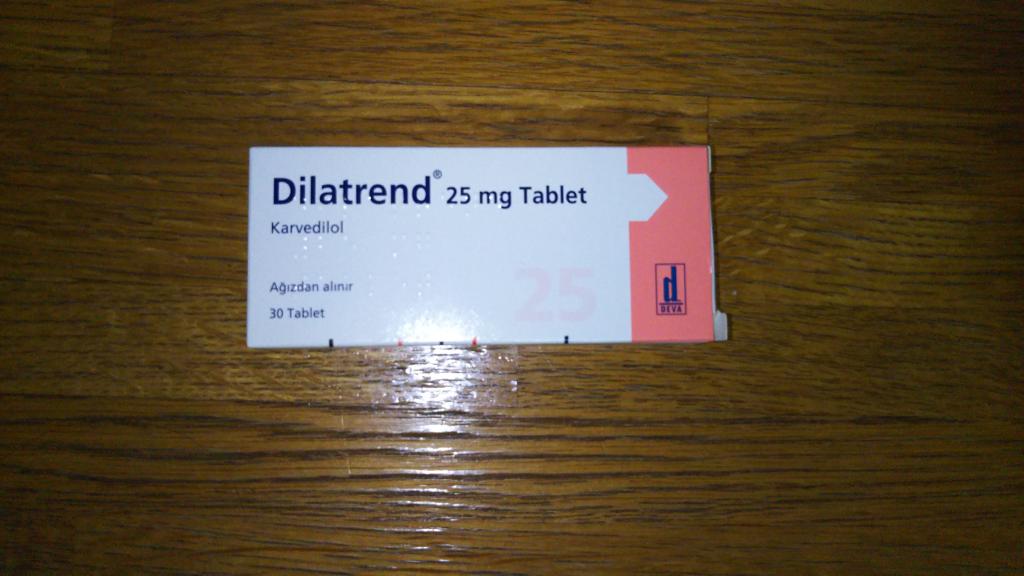 Dilatrend® 25 mg Tablet
Karvedilol
Ağızdan alınır
30 Tablet
25
d
DEVA